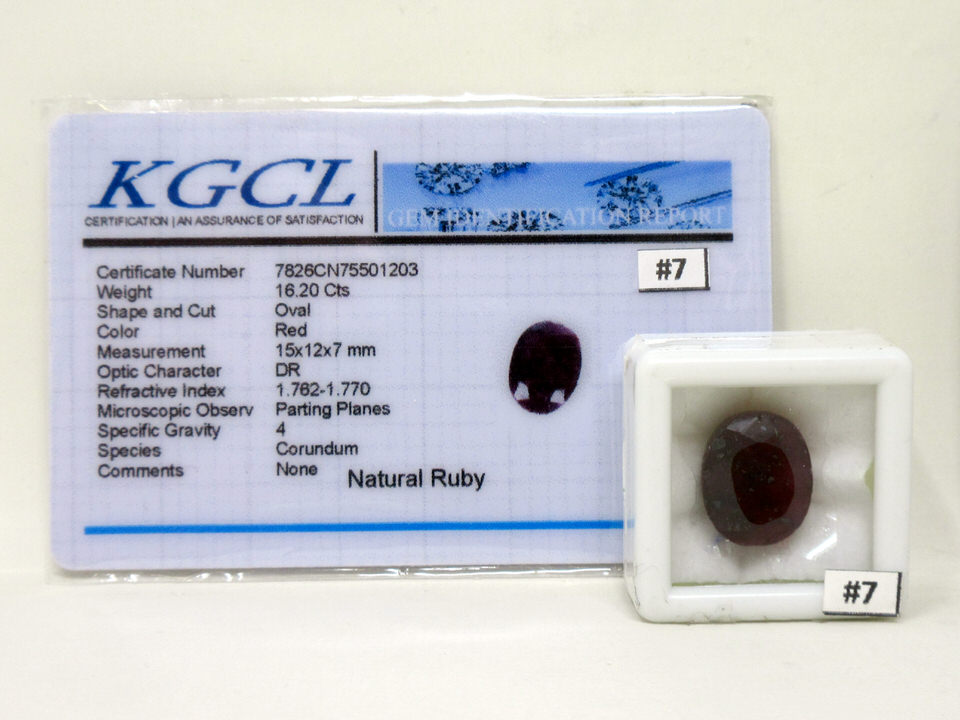 KGCL
CERTIFICATION | AN ASSURANCE OF SATISFACTION
GEM IDENTIFICATION REPORT
#7
Certificate Number 7826CN75501203
Weight 16.20 Cts
Shape and Cut Oval
Color Red
Measurement 15x12x7 mm
Optic Character DR
Refractive Index 1.762-1.770
Microscopic Observ Parting Planes
Specific Gravity 4
Species Corundum
Comments None
Natural Ruby
#7